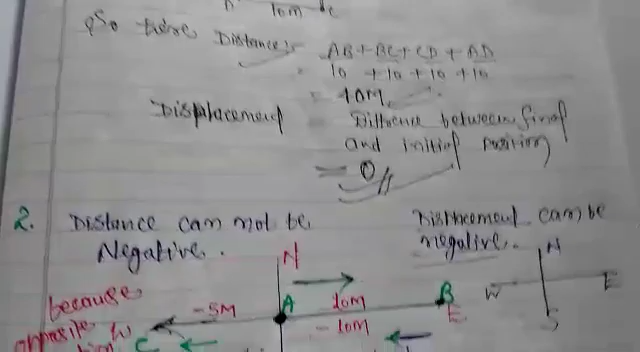 10m
So here Distance:- AB + BC + CD + AD
= 10 + 10 + 10 + 10
= 40M.
Displacement = Difference between final
and initial position
= 0
2. Distance can not be Negative.
Displacement can be negative.
N
W E
S
because opposite
N
-5M A 10M B
E
C W -10M